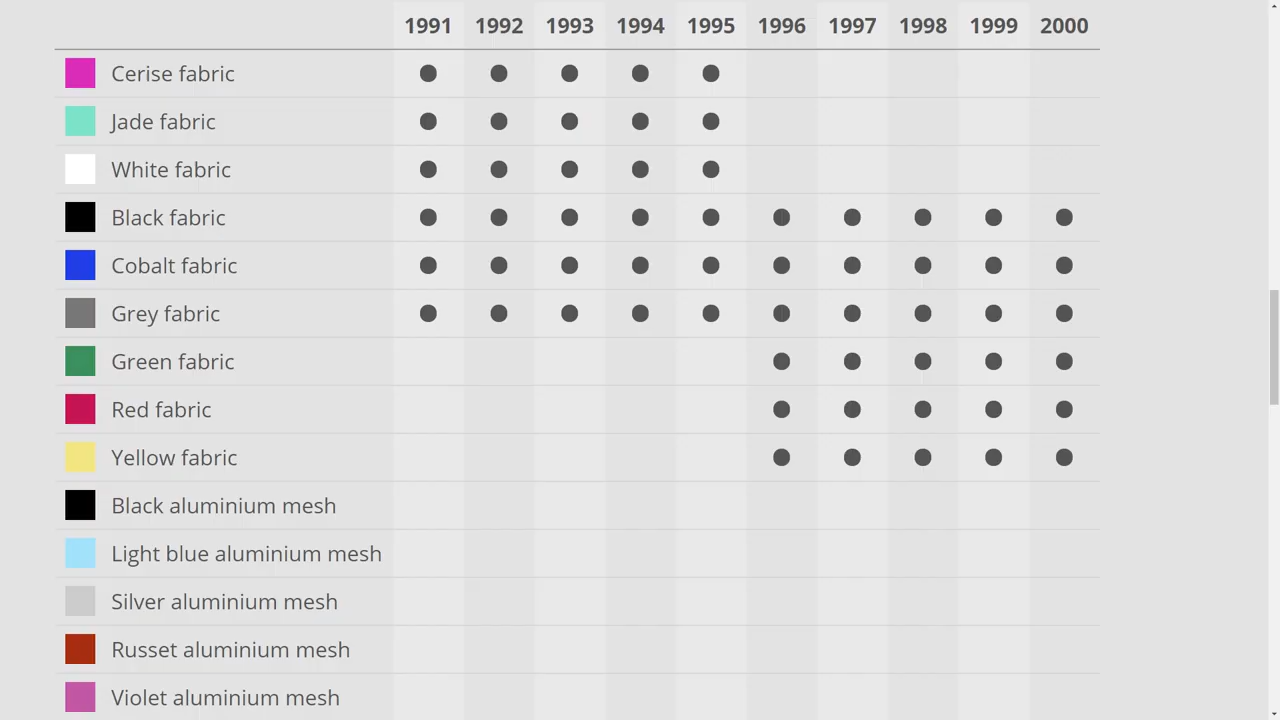 1991 1992 1993 1994 1995 1996 1997 1998 1999 2000
Cerise fabric
Jade fabric
White fabric
Black fabric
Cobalt fabric
Grey fabric
Green fabric
Red fabric
Yellow fabric
Black aluminium mesh
Light blue aluminium mesh
Silver aluminium mesh
Russet aluminium mesh
Violet aluminium mesh